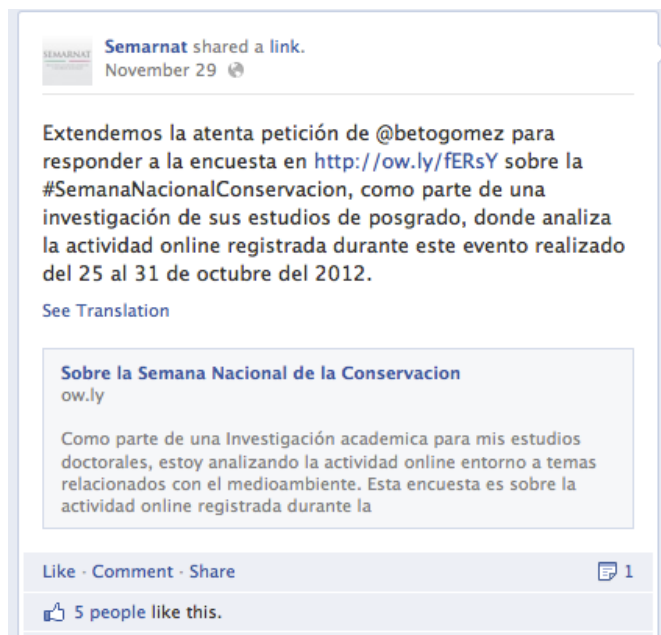 SEMARNAT
Semarnat shared a link.
November 29
Extendemos la atenta petición de @betogomez para
responder a la encuesta en http://ow.ly/fERsY sobre la
#SemanaNacionalConservacion, como parte de una
investigación de sus estudios de posgrado, donde analiza
la actividad online registrada durante este evento realizado
del 25 al 31 de octubre del 2012.
See Translation
Sobre la Semana Nacional de la Conservacion
ow.ly
Como parte de una Investigación academica para mis estudios
doctorales, estoy analizando la actividad online entorno a temas
relacionados con el medioambiente. Esta encuesta es sobre la
actividad online registrada durante la
Like · Comment · Share 1
5 people like this.